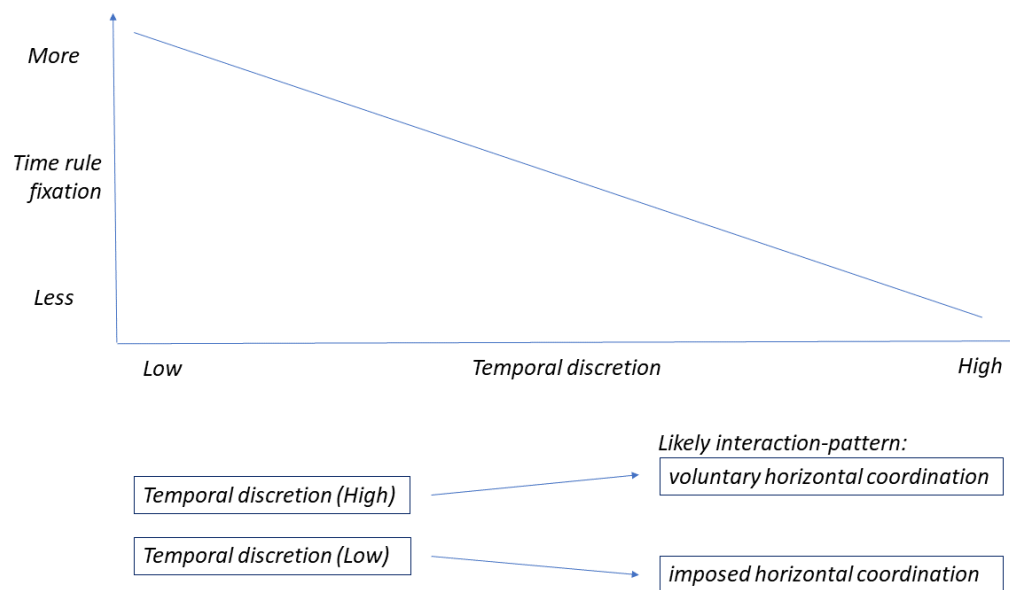 More
Time rule
fixation
Less
Low
Temporal discretion
High
Likely interaction-pattern:
voluntary horizontal coordination
Temporal discretion (High)
Temporal discretion (Low)
imposed horizontal coordination